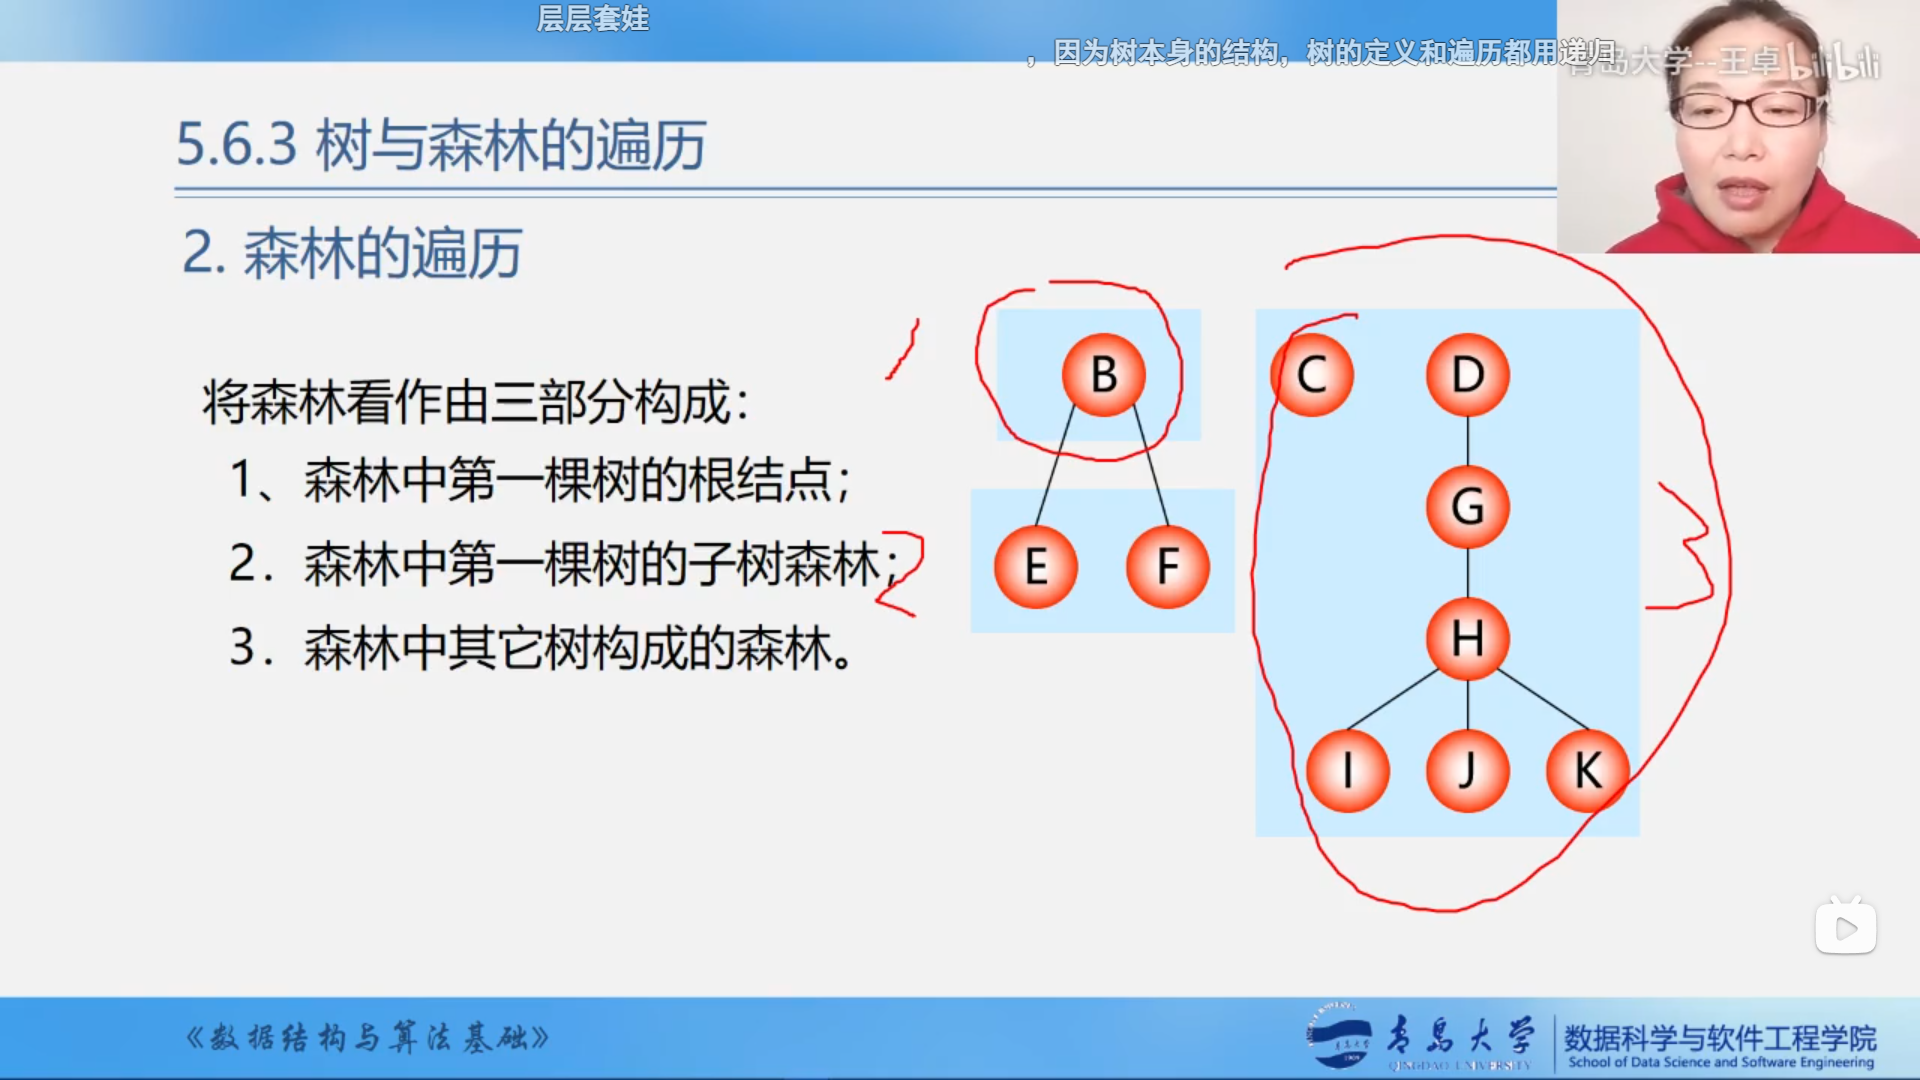 层层套娃
，因为树本身的结构，树的定义和遍历都用递归
青岛大学--王卓 bilibili
5.6.3 树与森林的遍历
2. 森林的遍历
将森林看作由三部分构成：
1、森林中第一棵树的根结点；
2．森林中第一棵树的子树森林；
3．森林中其它树构成的森林。
1
2
3
B
C
D
G
E
F
H
I
J
K
《数据结构与算法基础》
青岛大学
QINGDAO UNIVERSITY
数据科学与软件工程学院
School of Data Science and Software Engineering